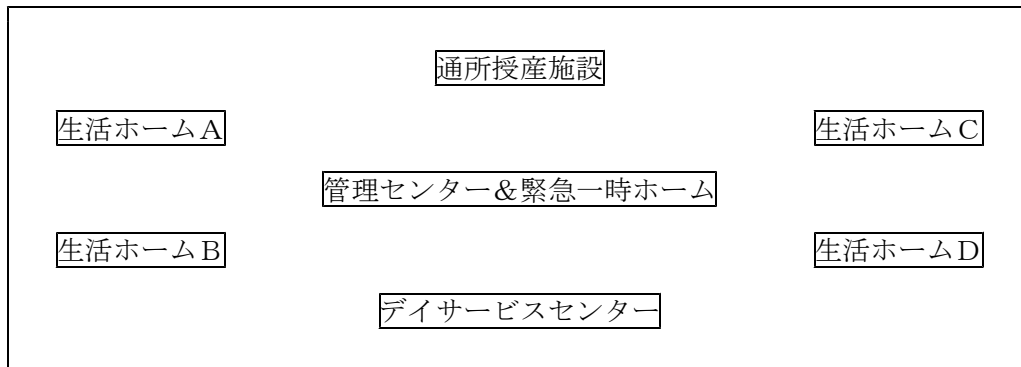 通所授産施設
生活ホームA 生活ホームC
管理センター&緊急一時ホーム
生活ホームB 生活ホームD
デイサービスセンター